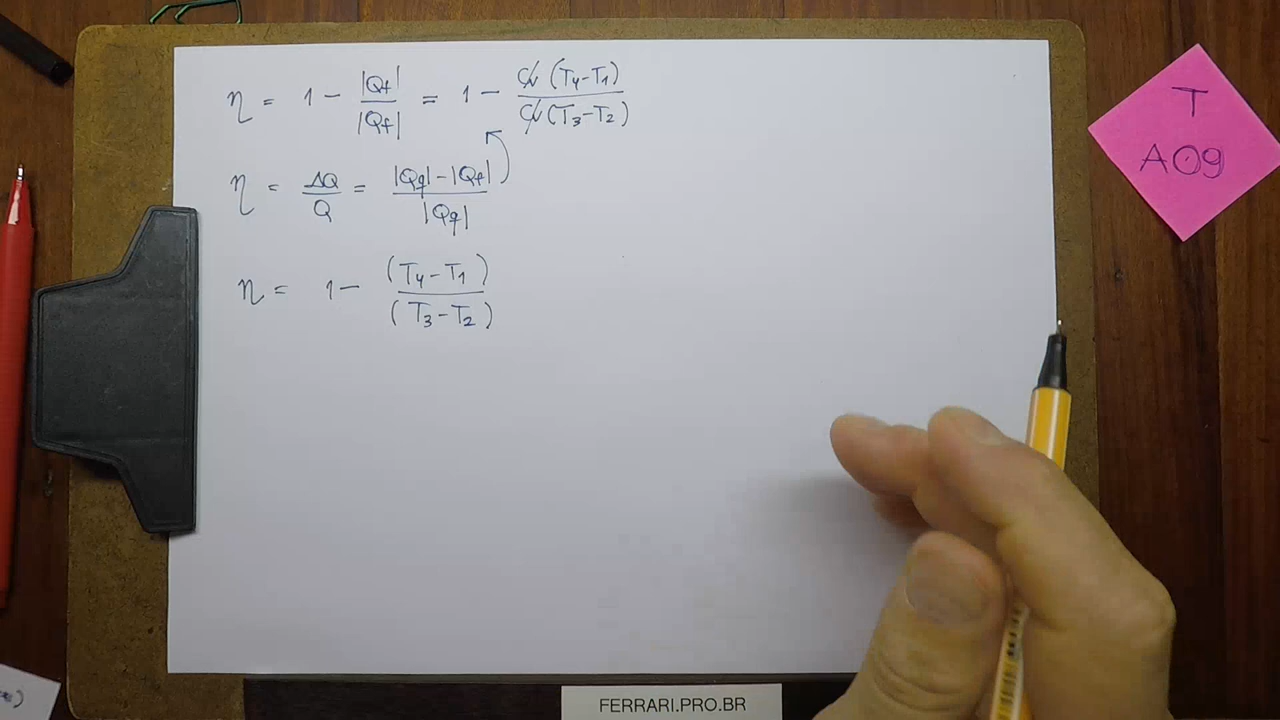 η = 1 - |Qf| / |Qf| = 1 - cv (T4-T1) / cv (T3-T2)
η = ΔQ / Q = |Qq| - |Qf| / |Qq|
η = 1 - (T4 - T1) / (T3 - T2)
T
A09
FERRARI.PRO.BR